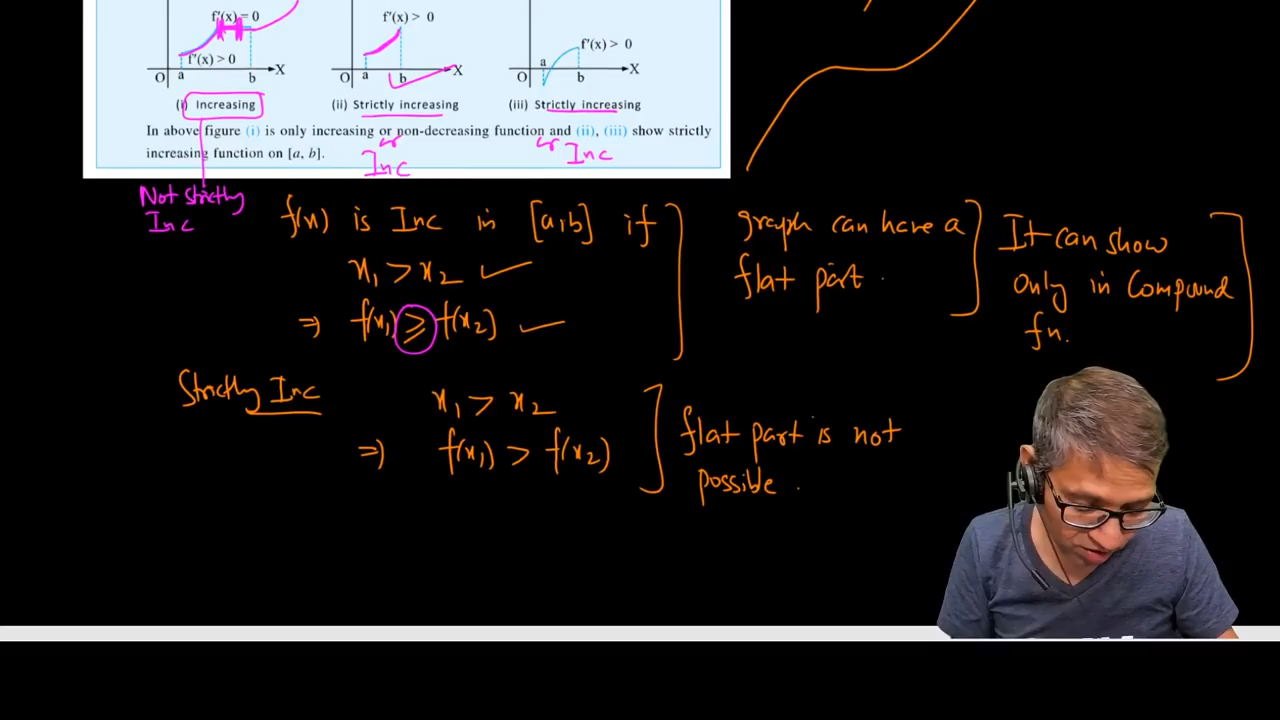 f'(x) = 0
f'(x) > 0
O a b X
(i) Increasing
f'(x) > 0
O a b X
(ii) Strictly increasing
f'(x) > 0
O a b X
(iii) Strictly increasing
In above figure (i) is only increasing or non-decreasing function and (ii), (iii) show strictly
increasing function on [a, b].
or
Inc
or
Inc
Not strictly
Inc
f(x) is Inc in [a,b] if
x₁ > x₂
⇒ f(x₁) ≥ f(x₂)
graph can have a
flat part.
It can show
only in Compound
fn.
Strictly Inc
x₁ > x₂
⇒ f(x₁) > f(x₂)
flat part is not
possible.